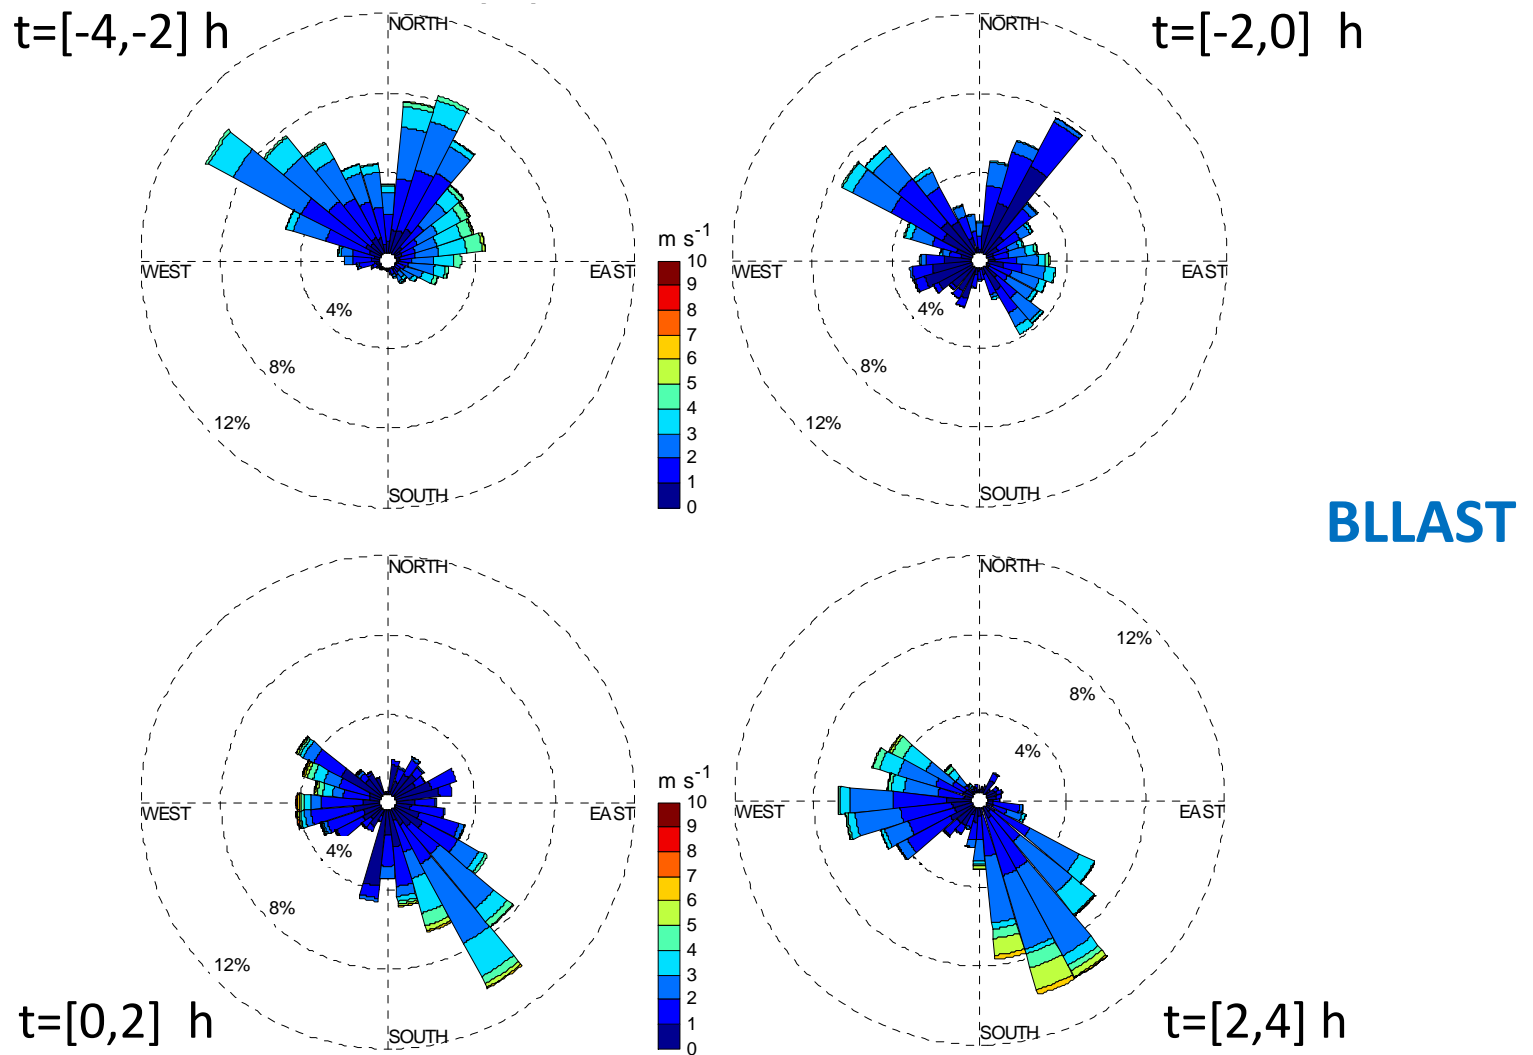 t=[-4,-2] h
NORTH
WEST
EAST
SOUTH
4%
8%
12%
t=[-2,0] h
NORTH
WEST
EAST
SOUTH
4%
8%
12%
m s-1
10
9
8
7
6
5
4
3
2
1
0
BLLAST
t=[0,2] h
NORTH
WEST
EAST
SOUTH
4%
8%
12%
m s-1
10
9
8
7
6
5
4
3
2
1
0
t=[2,4] h
NORTH
WEST
EAST
SOUTH
12%
8%
4%